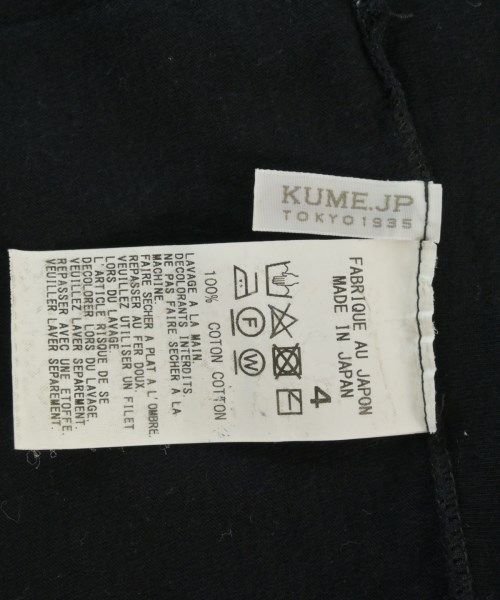 KUME.JP
TOKYO 1935
FABRIQUE AU JAPON
MADE IN JAPAN
4
F
W
100% COTON COTTON
LAVAGE A LA MAIN.
DECOLORANTS INTERDITS.
NE PAS FAIRE SECHER A LA
MACHINE.
FAIRE SECHER A PLAT A L'OMBRE.
REPASSER AU FER DOUX.
VEUILLEZ UTILISER UN FILET
LORS DU LAVAGE
L'ARTICLE RISQUE DE SE
DECOLORER LORS DU LAVAGE,
VEUILLEZ LAVER SEPAREMENT.
REPASSER AVEC UNE ETOFFE.
VEUILLER LAVER SEPAREMENT.